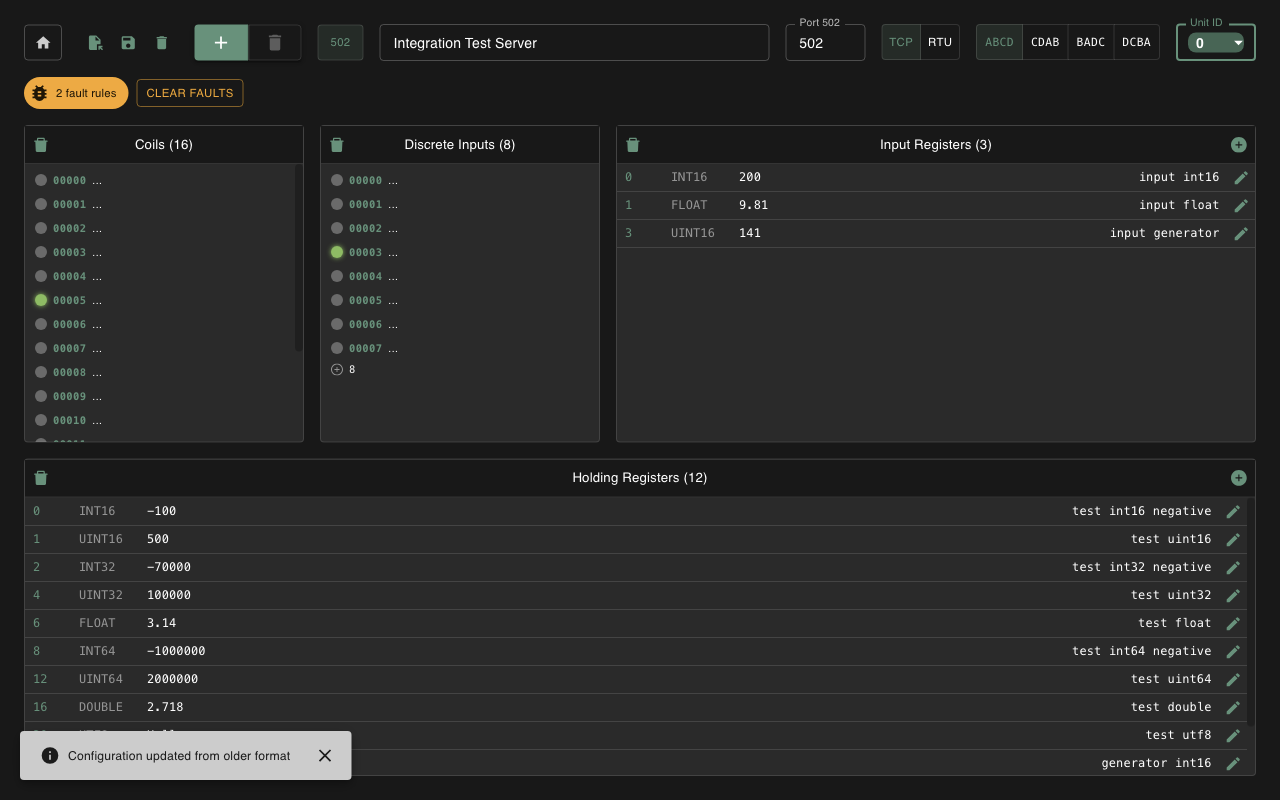 502
Integration Test Server
Port 502
502
TCP
RTU
ABCD
CDAB
BADC
DCBA
Unit ID
0
2 fault rules
CLEAR FAULTS
Coils (16)
00000 ...
00001 ...
00002 ...
00003 ...
00004 ...
00005 ...
00006 ...
00007 ...
00008 ...
00009 ...
00010 ...
Discrete Inputs (8)
00000 ...
00001 ...
00002 ...
00003 ...
00004 ...
00005 ...
00006 ...
00007 ...
8
Input Registers (3)
0 INT16 200 input int16
1 FLOAT 9.81 input float
3 UINT16 141 input generator
Holding Registers (12)
0 INT16 -100 test int16 negative
1 UINT16 500 test uint16
2 INT32 -70000 test int32 negative
4 UINT32 100000 test uint32
6 FLOAT 3.14 test float
8 INT64 -1000000 test int64 negative
12 UINT64 2000000 test uint64
16 DOUBLE 2.718 test double
test utf8
generator int16
Configuration updated from older format